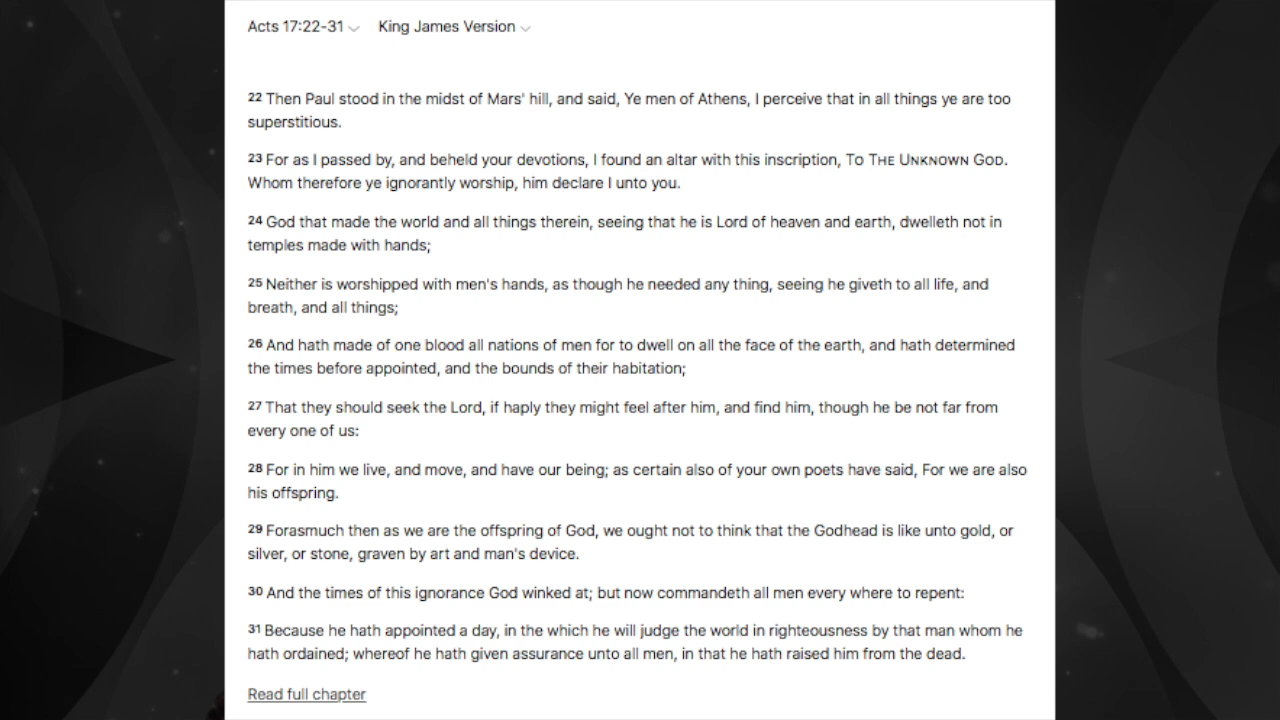 Acts 17:22-31 King James Version
22 Then Paul stood in the midst of Mars' hill, and said, Ye men of Athens, I perceive that in all things ye are too
superstitious.
23 For as I passed by, and beheld your devotions, I found an altar with this inscription, To The Unknown God.
Whom therefore ye ignorantly worship, him declare I unto you.
24 God that made the world and all things therein, seeing that he is Lord of heaven and earth, dwelleth not in
temples made with hands;
25 Neither is worshipped with men's hands, as though he needed any thing, seeing he giveth to all life, and
breath, and all things;
26 And hath made of one blood all nations of men for to dwell on all the face of the earth, and hath determined
the times before appointed, and the bounds of their habitation;
27 That they should seek the Lord, if haply they might feel after him, and find him, though he be not far from
every one of us:
28 For in him we live, and move, and have our being; as certain also of your own poets have said, For we are also
his offspring.
29 Forasmuch then as we are the offspring of God, we ought not to think that the Godhead is like unto gold, or
silver, or stone, graven by art and man's device.
30 And the times of this ignorance God winked at; but now commandeth all men every where to repent:
31 Because he hath appointed a day, in the which he will judge the world in righteousness by that man whom he
hath ordained; whereof he hath given assurance unto all men, in that he hath raised him from the dead.
Read full chapter